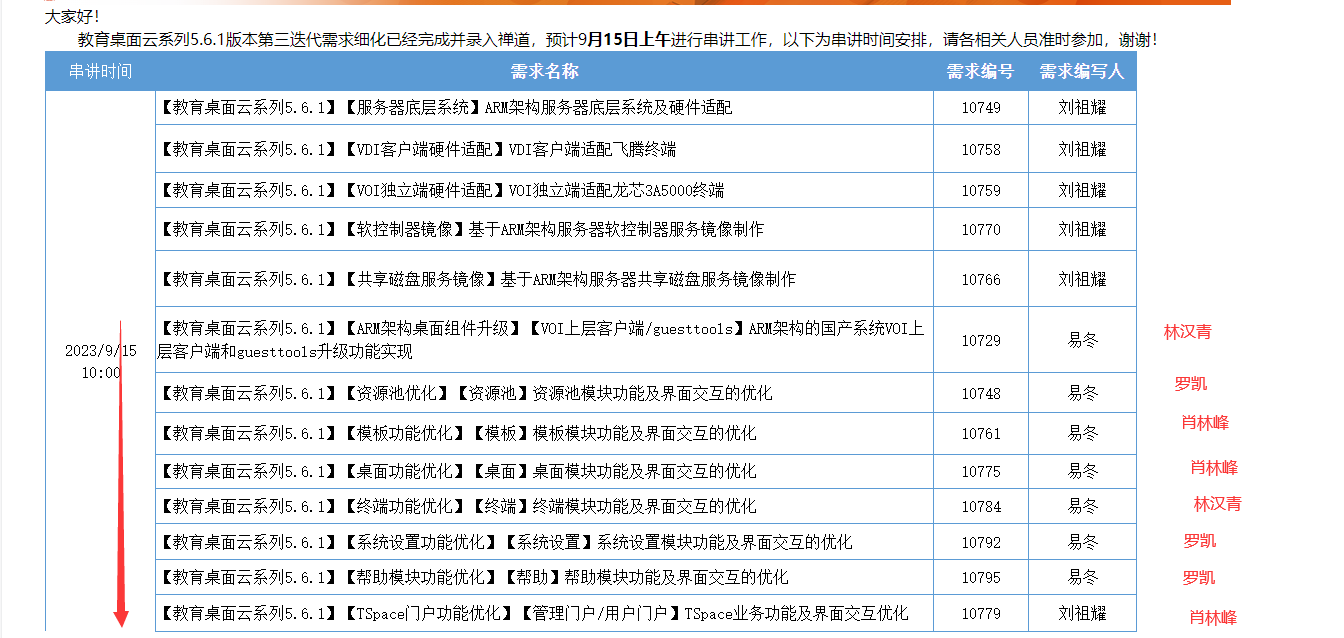 大家好！
教育桌面云系列5.6.1版本第三迭代需求细化已经完成并录入禅道，预计9月15日上午进行串讲工作，以下为串讲时间安排，请各相关人员准时参加，谢谢！
串讲时间 需求名称 需求编号 需求编写人
【教育桌面云系列5.6.1】【服务器底层系统】ARM架构服务器底层系统及硬件适配 10749 刘祖耀
【教育桌面云系列5.6.1】【VDI客户端硬件适配】VDI客户端适配飞腾终端 10758 刘祖耀
【教育桌面云系列5.6.1】【VOI独立端硬件适配】VOI独立端适配龙芯3A5000终端 10759 刘祖耀
【教育桌面云系列5.6.1】【软控制器镜像】基于ARM架构服务器软控制器服务镜像制作 10770 刘祖耀
【教育桌面云系列5.6.1】【共享磁盘服务镜像】基于ARM架构服务器共享磁盘服务镜像制作 10766 刘祖耀
2023/9/15
10:00
【教育桌面云系列5.6.1】【ARM架构桌面组件升级】【VOI上层客户端/guesttools】ARM架构的国产系统VOI上
层客户端和guesttools升级功能实现 10729 易冬 林汉青
【教育桌面云系列5.6.1】【资源池优化】【资源池】资源池模块功能及界面交互的优化 10748 易冬 罗凯
【教育桌面云系列5.6.1】【模板功能优化】【模板】模板模块功能及界面交互的优化 10761 易冬 肖林峰
【教育桌面云系列5.6.1】【桌面功能优化】【桌面】桌面模块功能及界面交互的优化 10775 易冬 肖林峰
【教育桌面云系列5.6.1】【终端功能优化】【终端】终端模块功能及界面交互的优化 10784 易冬 林汉青
【教育桌面云系列5.6.1】【系统设置功能优化】【系统设置】系统设置模块功能及界面交互的优化 10792 易冬 罗凯
【教育桌面云系列5.6.1】【帮助模块功能优化】【帮助】帮助模块功能及界面交互的优化 10795 易冬 罗凯
【教育桌面云系列5.6.1】【TSpace门户功能优化】【管理门户/用户门户】TSpace业务功能及界面交互优化 10779 刘祖耀 肖林峰